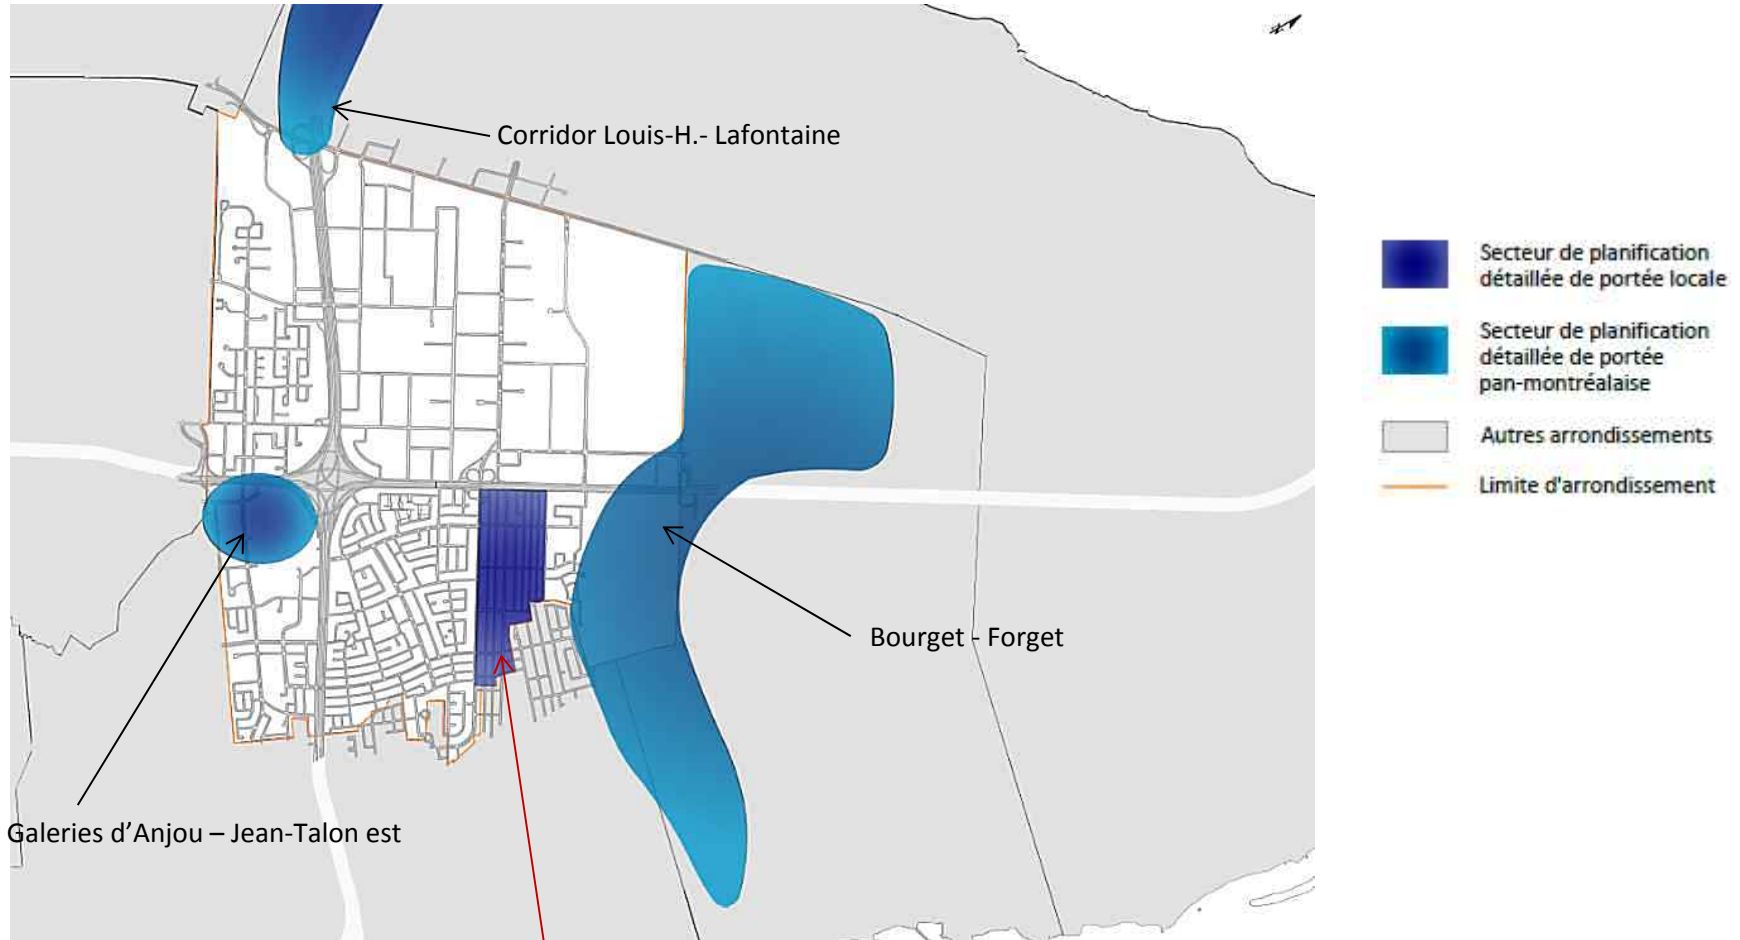 Corridor Louis-H.- Lafontaine
Secteur de planification
détaillée de portée locale
Secteur de planification
détaillée de portée
pan-montréalaise
Autres arrondissements
Limite d'arrondissement
Bourget - Forget
Galeries d’Anjou – Jean-Talon est